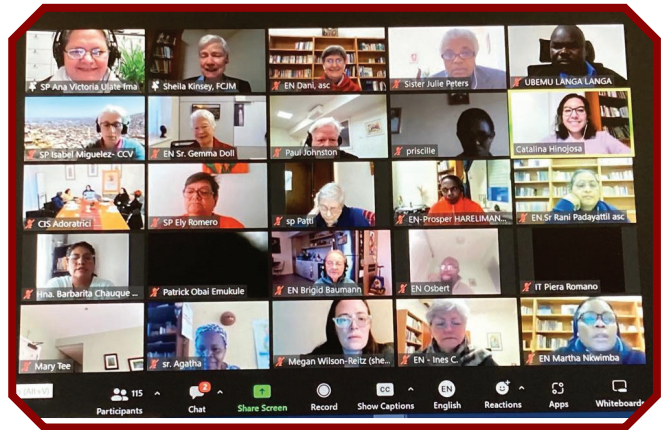 SP Ana Victoria Ulate Ima
Sheila Kinsey, FCJM
EN Dani, asc
Sister Julie Peters
UBEMU LANGA LANGA
SP Isabel Miguelez- CCV
EN Sr. Gemma Doll
Paul Johnston
priscille
Catalina Hinojosa
CIS Adoratrici
SP Ely Romero
sp Patti
EN- Prosper HARELIMAN...
EN.Sr Rani Padayattil asc
Hna. Barbarita Chauque ...
Patrick Obai Emukule
EN Brigid Baumann
EN Osbert
IT Piera Romano
Mary Tee
sr. Agatha
Megan Wilson-Reitz (she...
EN - Ines C.
EN Martha Nkwimba
115
2
CC
EN
Participants
Chat
Share Screen
Record
Show Captions
English
Reactions
Apps
Whiteboards